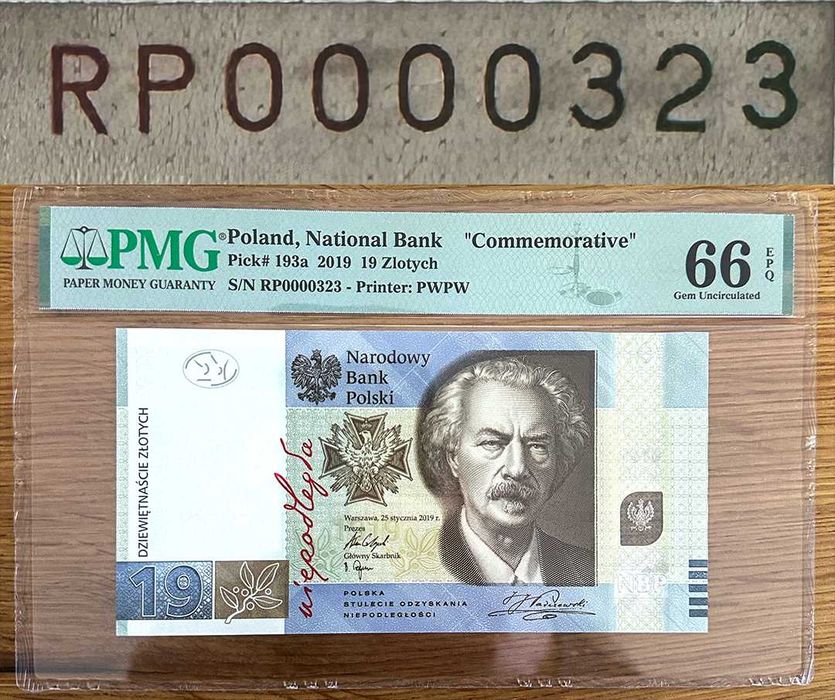 RP0000323
PMG® Poland, National Bank "Commemorative"
Pick# 193a 2019 19 Zlotych
PAPER MONEY GUARANTY S/N RP0000323 - Printer: PWPW
66 EPQ
Gem Uncirculated
Narodowy
Bank
Polski
DZIEWIĘTNAŚCIE ZŁOTYCH
niepodległa
Warszawa, 25 stycznia 2019 r.
Prezes
Główny Skarbnik
19
NBP
POLSKA
STULECIE ODZYSKANIA
NIEPODLEGŁOŚCI